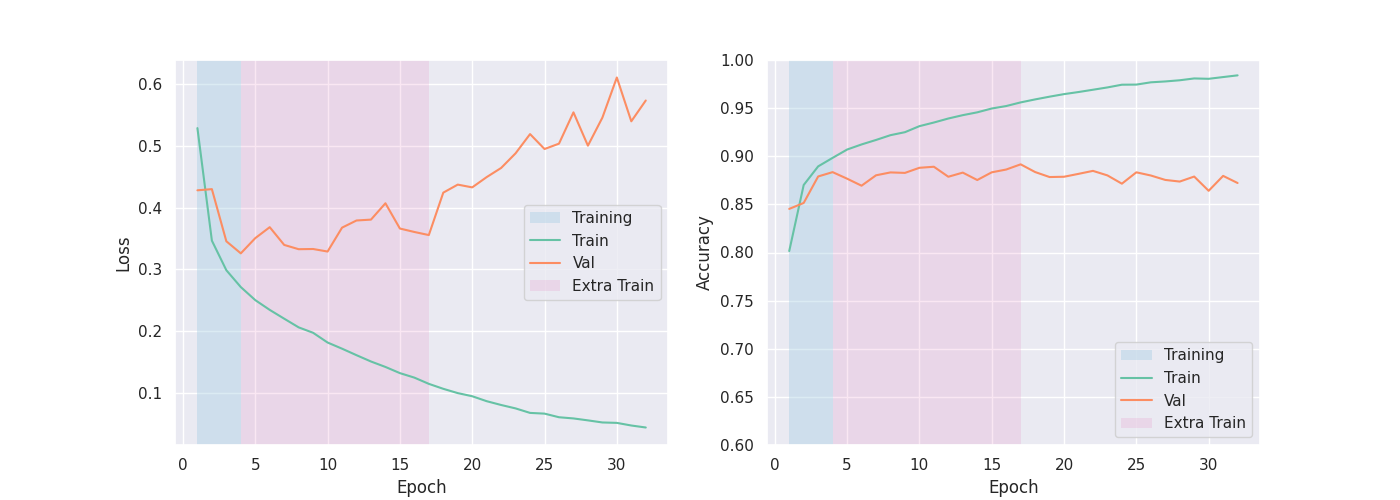 0.6
0.5
0.4
0.3
0.2
0.1
Loss
0 5 10 15 20 25 30
Epoch
Training
Train
Val
Extra Train
1.00
0.95
0.90
0.85
0.80
0.75
0.70
0.65
0.60
Accuracy
0 5 10 15 20 25 30
Epoch
Training
Train
Val
Extra Train